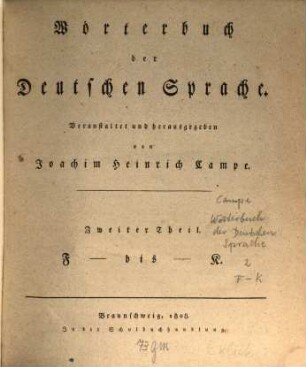 Wörterbuch
der
Deutschen Sprache.
Veranstaltet und herausgegeben
von
Joachim Heinrich Campe.
Zweiter Theil.
F — bis — K.
Campe
Wörterbuch
der Deutschen
Sprache
2
F-K
Braunschweig, 1808.
In der Schulbuchhandlung.